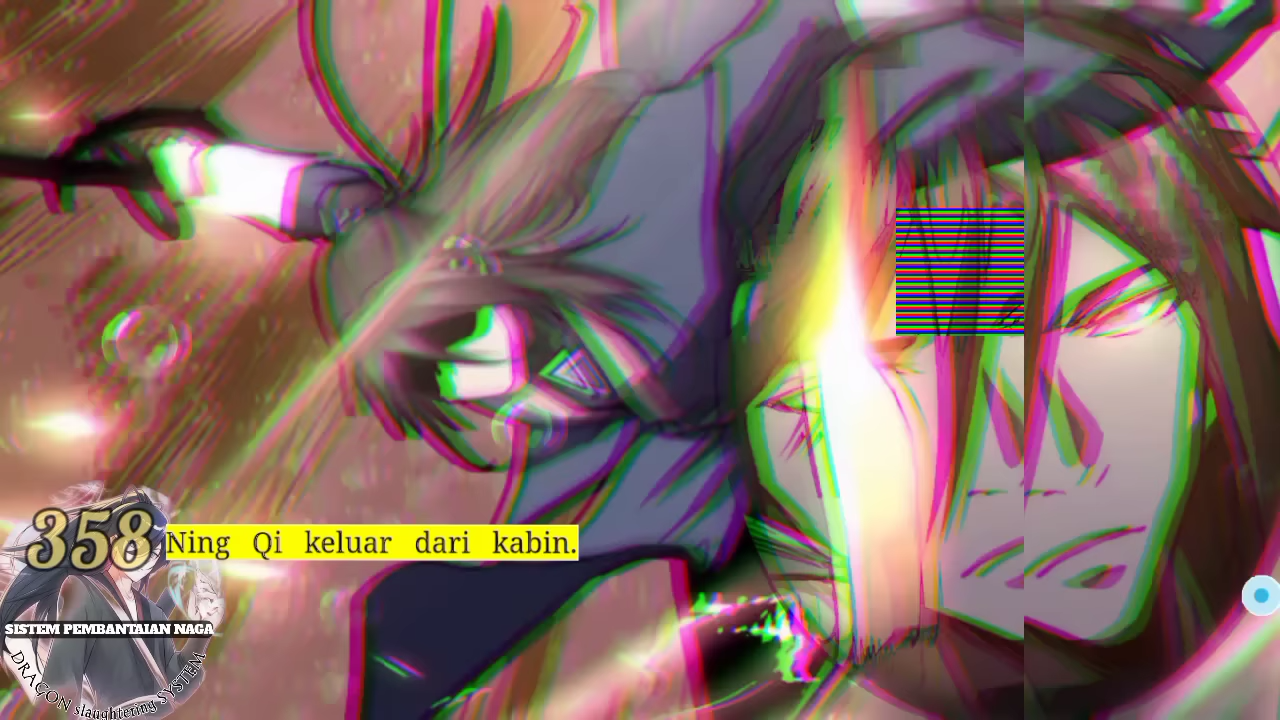 358
Ning Qi keluar dari kabin.
SISTEM PEMBANTAIAN NAGA
DRAGON slaughtering SYSTEM